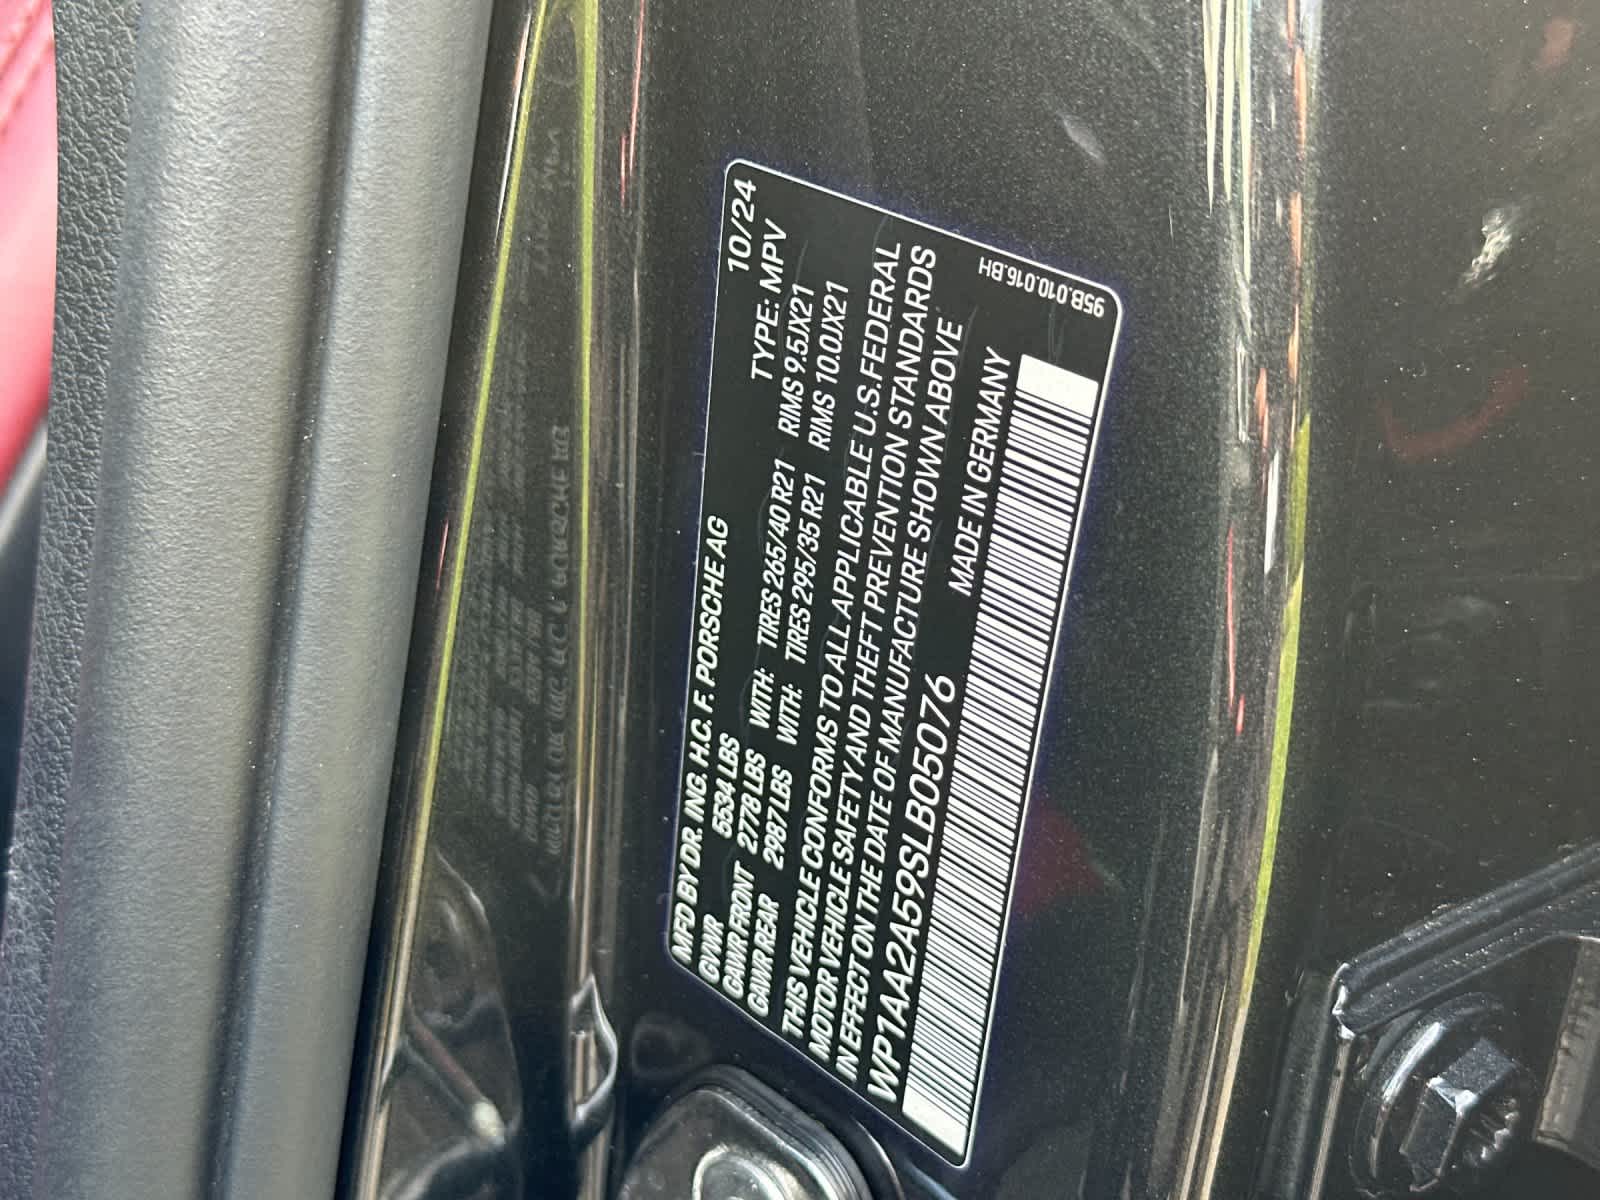 MFD BY DR. ING. H.C. F. PORSCHE AG 10/24
GVWR 5534 LBS TYPE: MPV
GAWR FRONT 2778 LBS WITH: TIRES 265/40 R21 RIMS 9.5JX21
GAWR REAR 2987 LBS WITH: TIRES 295/35 R21 RIMS 10.0JX21
THIS VEHICLE CONFORMS TO ALL APPLICABLE U.S. FEDERAL
MOTOR VEHICLE SAFETY AND THEFT PREVENTION STANDARDS
IN EFFECT ON THE DATE OF MANUFACTURE SHOWN ABOVE
MADE IN GERMANY
WP1AA2A59SLB05076
95B.010.016.BH